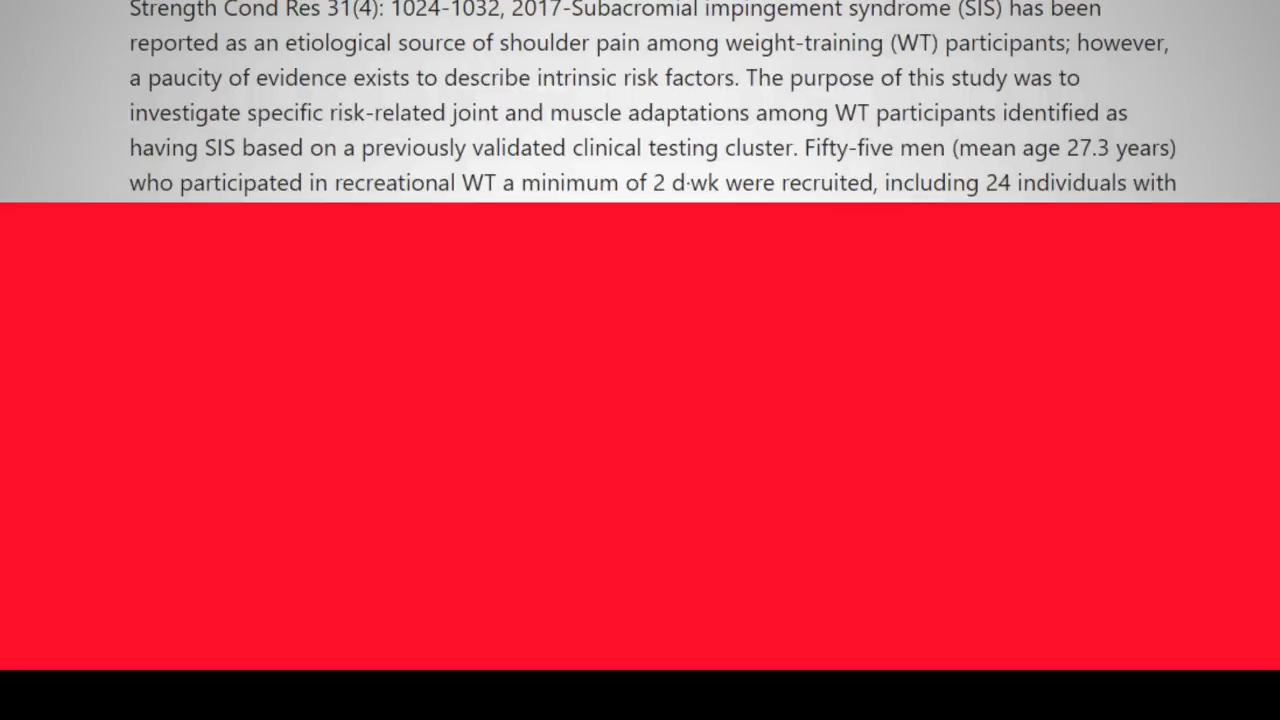 Strength Cond Res 31(4): 1024-1032, 2017-Subacromial impingement syndrome (SIS) has been
reported as an etiological source of shoulder pain among weight-training (WT) participants; however,
a paucity of evidence exists to describe intrinsic risk factors. The purpose of this study was to
investigate specific risk-related joint and muscle adaptations among WT participants identified as
having SIS based on a previously validated clinical testing cluster. Fifty-five men (mean age 27.3 years)
who participated in recreational WT a minimum of 2 d·wk were recruited, including 24 individuals with